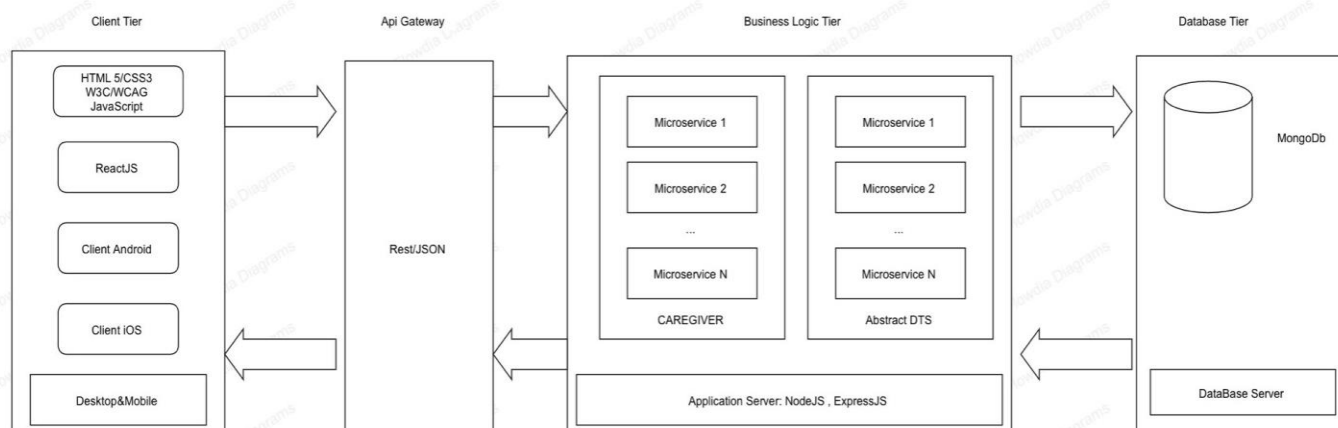 Client Tier
Api Gateway
Business Logic Tier
Database Tier
HTML 5/CSS3
W3C/WCAG
JavaScript
ReactJS
Client Android
Client iOS
Desktop&Mobile
Rest/JSON
Microservice 1
Microservice 2
...
Microservice N
CAREGIVER
Microservice 1
Microservice 2
...
Microservice N
Abstract DTS
Application Server: NodeJS , ExpressJS
MongoDb
DataBase Server